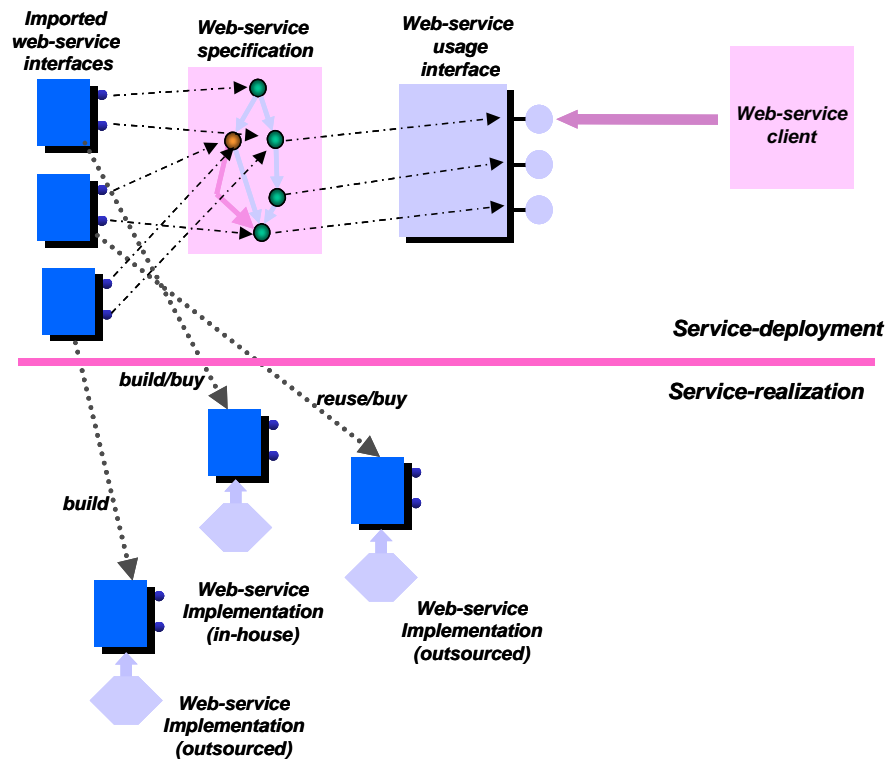 Imported
web-service
interfaces
Web-service
specification
Web-service
usage
interface
Web-service
client
Service-deployment
Service-realization
build/buy
reuse/buy
build
Web-service
Implementation
(in-house)
Web-service
Implementation
(outsourced)
Web-service
Implementation
(outsourced)